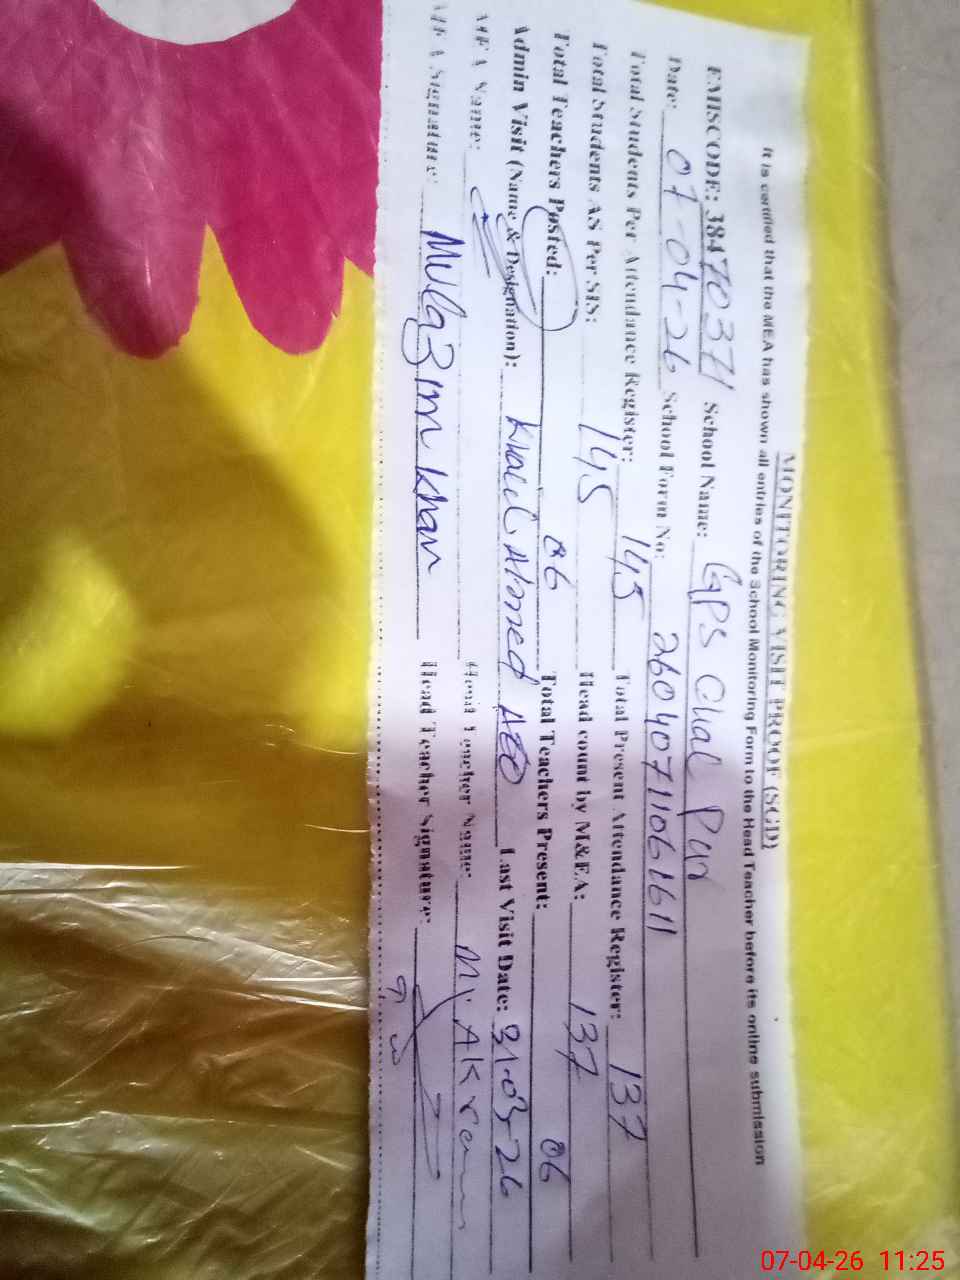 MONITORING VISIT PROOF (SGD)
It is certified that the MEA has shown all entries of the School Monitoring Form to the Head Teacher before its online submission
EMISCODE: 38470371 School Name: GPS Chal Pur
Date: 07-04-26 School Form No: 26040711061611
Total Students Per Attendance Register: 145 Total Present Attendance Register: 137
Total Students AS Per SIS: 145 Head count by M&EA: 137
Total Teachers Posted: 06 Total Teachers Present: 06
Admin Visit (Name & Designation): Khalil Ahmed AEO Last Visit Date: 31-03-26
MEA Name: Head Teacher Name: M Akram
MEA Signature: Mulazim Khan Head Teacher Signature:
07-04-26 11:25